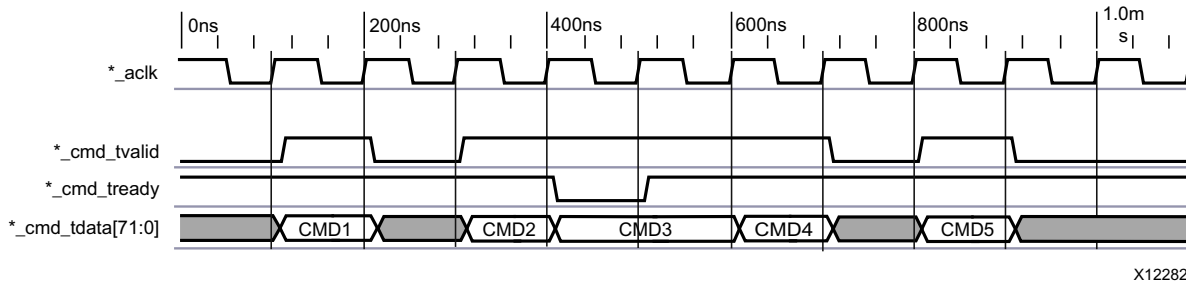 0ns 200ns 400ns 600ns 800ns 1.0m
s
*_aclk
*_cmd_tvalid
*_cmd_tready
*_cmd_tdata[71:0] CMD1 CMD2 CMD3 CMD4 CMD5
X12282